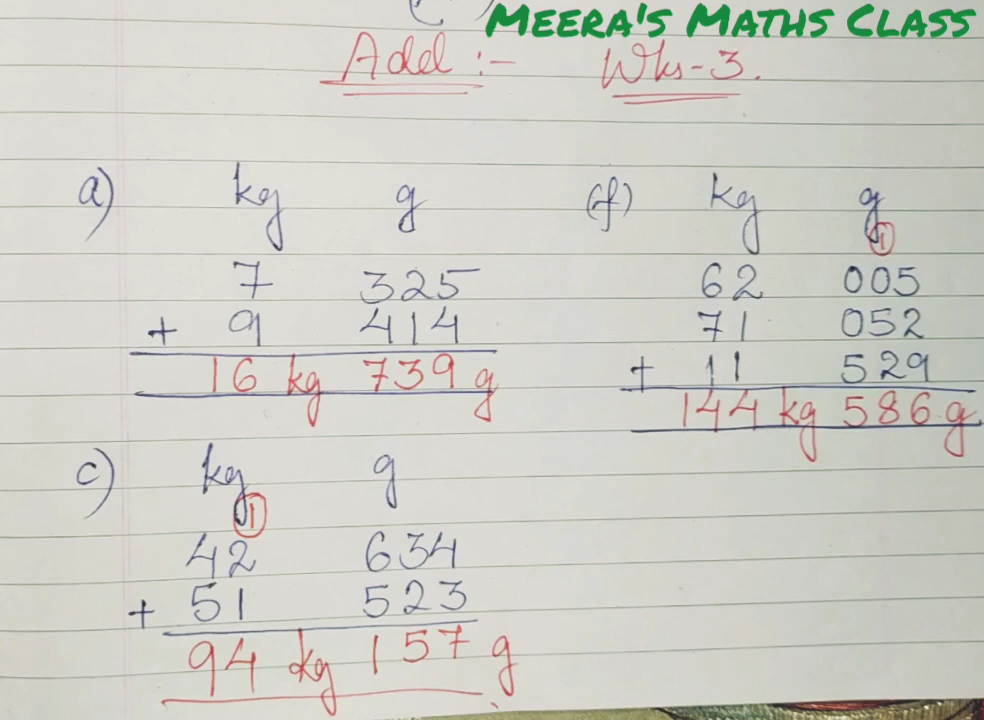 MEERA'S MATHS CLASS
Add :- Wks-3.
a) kg g
7 325
+ 9 414
16 kg 739 g
(f) kg g
1
62 005
71 052
+ 11 529
144 kg 586 g
c) kg g
1
42 634
+ 51 523
94 kg 157 g